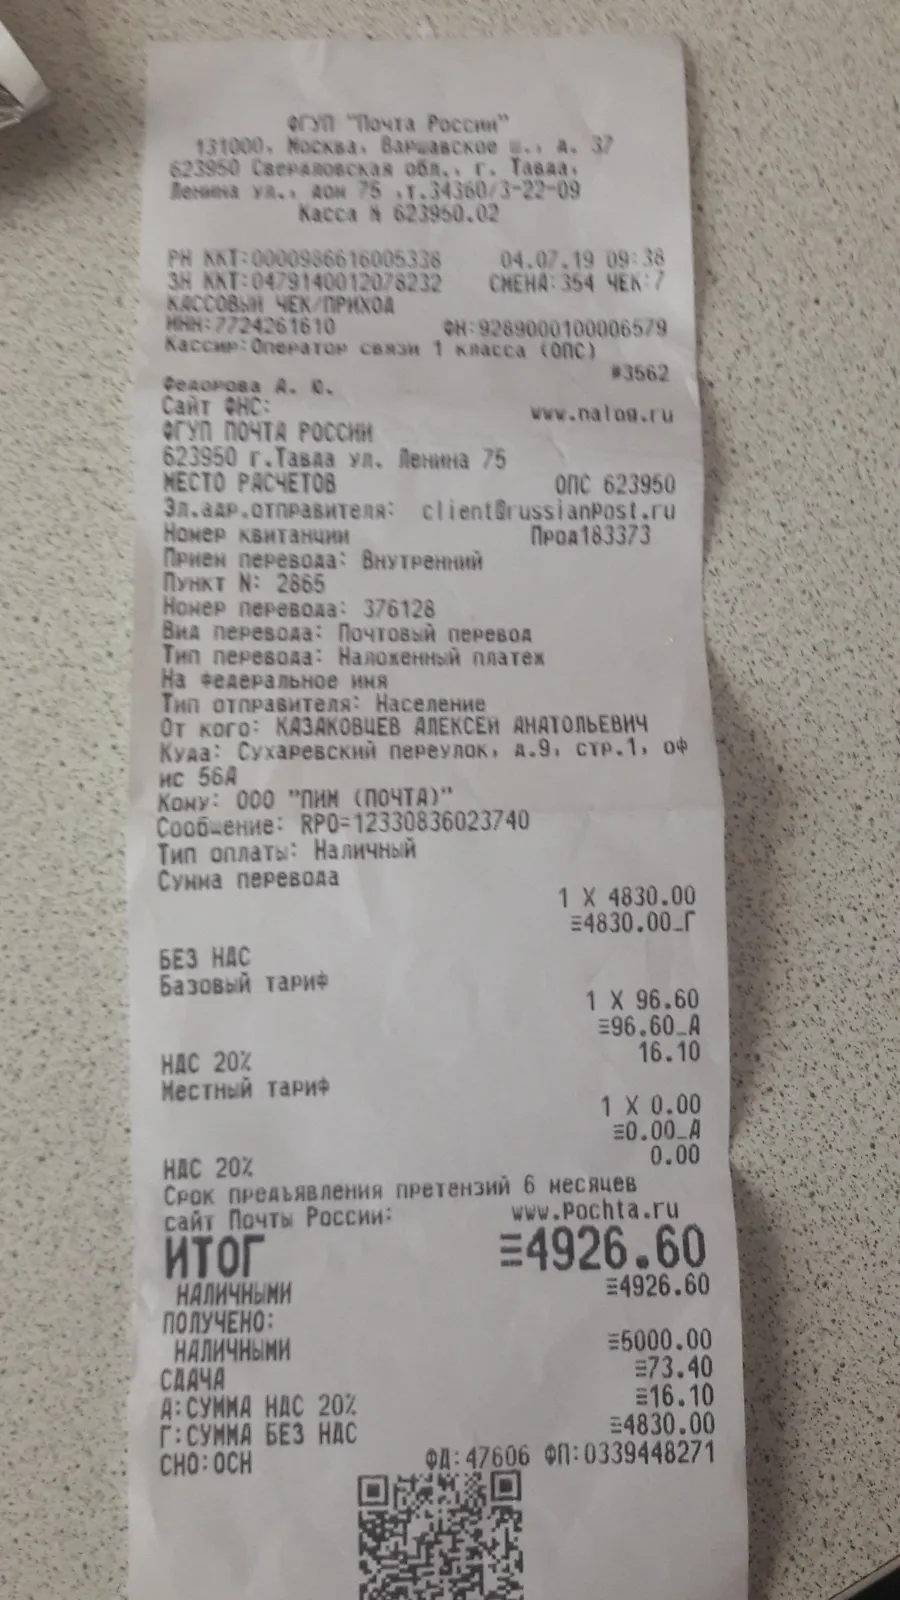 ФГУП "Почта России"
131000, Москва, Варшавское ш., д. 37
623950 Свердловская обл., г. Тавда,
Ленина ул., дом 75 ,т.34360/3-22-09
Касса N 623950.02
РН ККТ:0000986616005338 04.07.19 09:38
ЗН ККТ:0479140012078232 СМЕНА:354 ЧЕК:7
КАССОВЫЙ ЧЕК/ПРИХОД
ИНН:7724261610 ФН:9289000100006579
Кассир:Оператор связи 1 класса (ОПС)
#3562
Федорова А. Ю.
Сайт ФНС: www.nalog.ru
ФГУП ПОЧТА РОССИИ
623950 г.Тавда ул. Ленина 75
МЕСТО РАСЧЕТОВ ОПС 623950
Эл.адр.отправителя: client@russianPost.ru
Номер квитанции Прод183373
Прием перевода: Внутренний
Пункт N: 2865
Номер перевода: 376128
Вид перевода: Почтовый перевод
Тип перевода: Наложенный платеж
На федеральное имя
Тип отправителя: Население
От кого: КАЗАКОВЦЕВ АЛЕКСЕЙ АНАТОЛЬЕВИЧ
Куда: Сухаревский переулок, д.9, стр.1, оф
ис 56А
Кому: ООО "ПИМ (ПОЧТА)"
Сообщение: RPO=12330836023740
Тип оплаты: Наличный
Сумма перевода
1 X 4830.00
≡4830.00_Г
БЕЗ НДС
Базовый тариф
1 X 96.60
≡96.60_А
НДС 20% 16.10
Местный тариф
1 X 0.00
≡0.00_А
НДС 20% 0.00
Срок предъявления претензий 6 месяцев
сайт Почты России: www.Pochta.ru
ИТОГ ≡4926.60
НАЛИЧНЫМИ ≡4926.60
ПОЛУЧЕНО:
НАЛИЧНЫМИ ≡5000.00
СДАЧА ≡73.40
А:СУММА НДС 20% ≡16.10
Г:СУММА БЕЗ НДС ≡4830.00
СНО:ОСН ФД:47606 ФП:0339448271